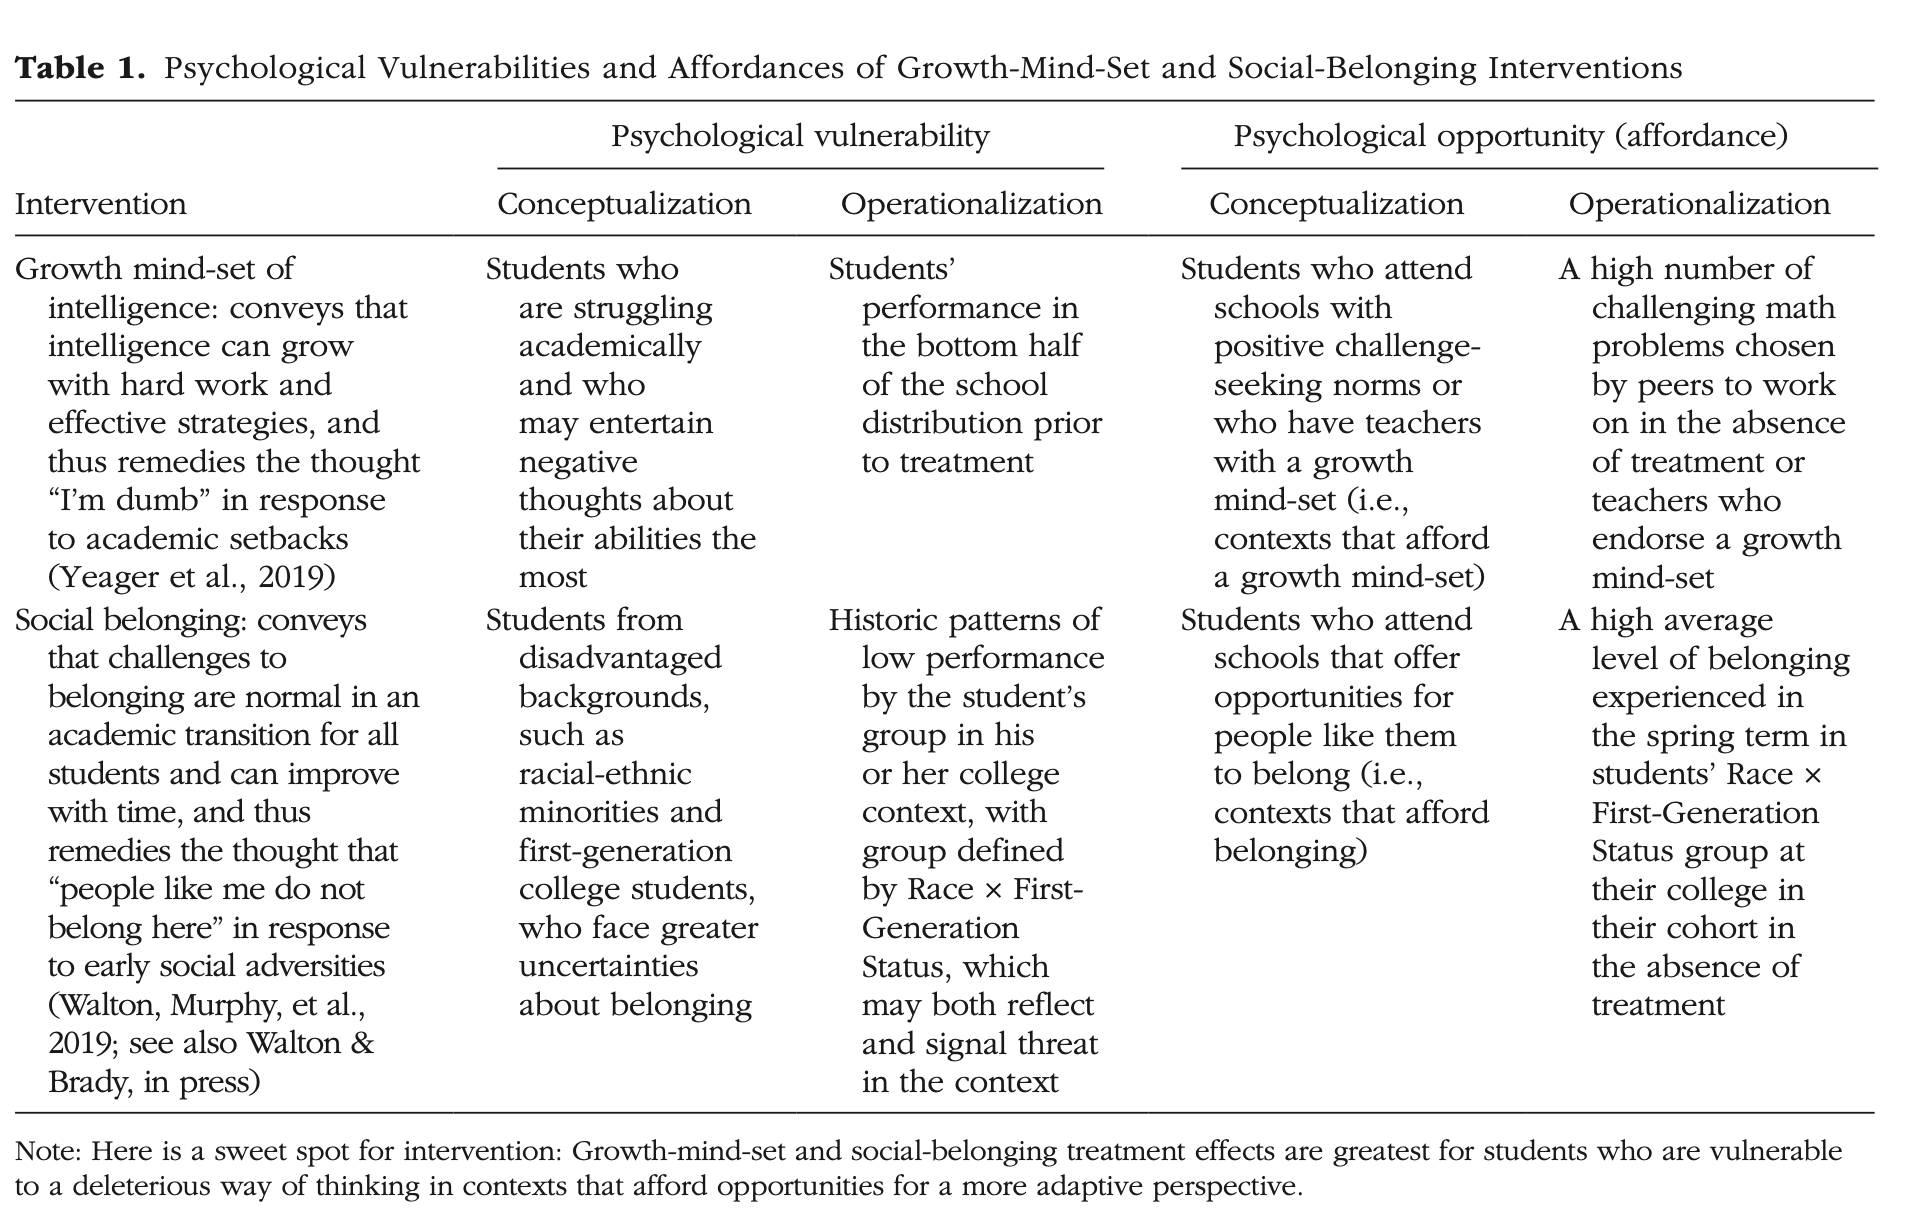 Table 1. Psychological Vulnerabilities and Affordances of Growth-Mind-Set and Social-Belonging Interventions
Psychological vulnerability
Psychological opportunity (affordance)
Intervention
Conceptualization
Operationalization
Conceptualization
Operationalization
Growth mind-set of
intelligence: conveys that
intelligence can grow
with hard work and
effective strategies, and
thus remedies the thought
“I’m dumb” in response
to academic setbacks
(Yeager et al., 2019)
Students who
are struggling
academically
and who
may entertain
negative
thoughts about
their abilities the
most
Students’
performance in
the bottom half
of the school
distribution prior
to treatment
Students who attend
schools with
positive challenge-
seeking norms or
who have teachers
with a growth
mind-set (i.e.,
contexts that afford
a growth mind-set)
A high number of
challenging math
problems chosen
by peers to work
on in the absence
of treatment or
teachers who
endorse a growth
mind-set
Social belonging: conveys
that challenges to
belonging are normal in an
academic transition for all
students and can improve
with time, and thus
remedies the thought that
“people like me do not
belong here” in response
to early social adversities
(Walton, Murphy, et al.,
2019; see also Walton &
Brady, in press)
Students from
disadvantaged
backgrounds,
such as
racial-ethnic
minorities and
first-generation
college students,
who face greater
uncertainties
about belonging
Historic patterns of
low performance
by the student’s
group in his
or her college
context, with
group defined
by Race × First-
Generation
Status, which
may both reflect
and signal threat
in the context
Students who attend
schools that offer
opportunities for
people like them
to belong (i.e.,
contexts that afford
belonging)
A high average
level of belonging
experienced in
the spring term in
students’ Race ×
First-Generation
Status group at
their college in
their cohort in
the absence of
treatment
Note: Here is a sweet spot for intervention: Growth-mind-set and social-belonging treatment effects are greatest for students who are vulnerable
to a deleterious way of thinking in contexts that afford opportunities for a more adaptive perspective.